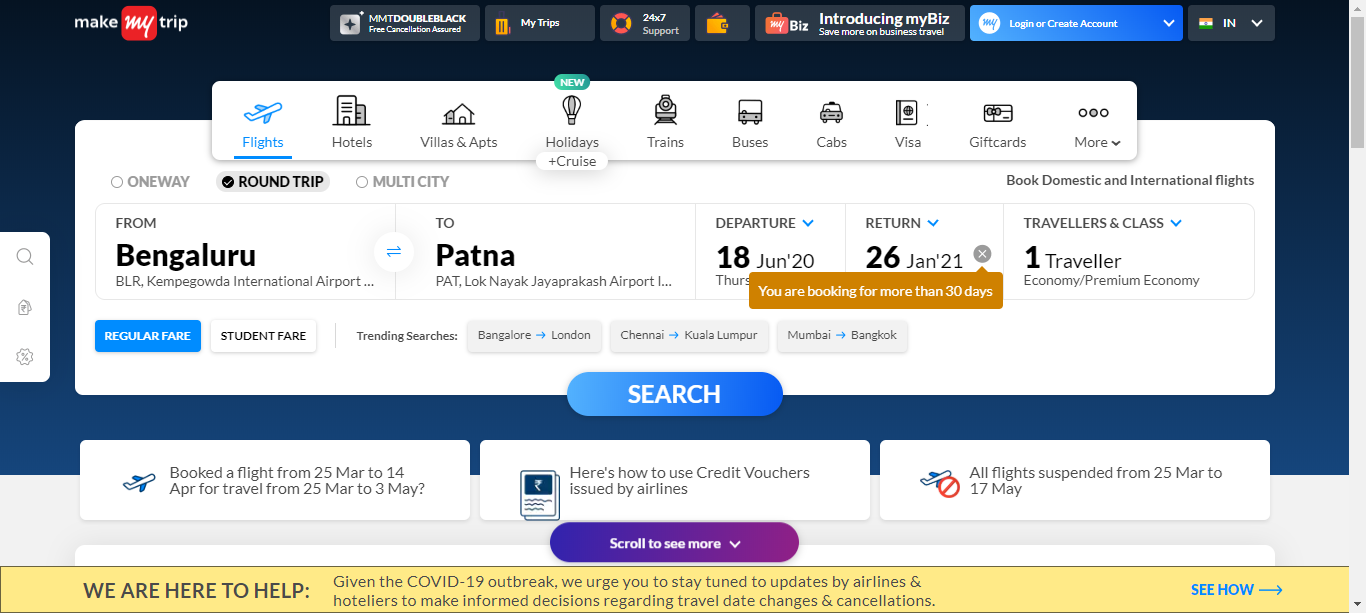 make my trip
MMTDOUBLEBLACK
Free Cancellation Assured
My Trips
24x7
Support
my Biz
Introducing myBiz
Save more on business travel
my
Login or Create Account
IN
NEW
Flights
Hotels
Villas & Apts
Holidays
+Cruise
Trains
Buses
Cabs
Visa
Giftcards
More
ONEWAY
ROUND TRIP
MULTI CITY
Book Domestic and International flights
FROM
Bengaluru
BLR, Kempegowda International Airport ...
TO
Patna
PAT, Lok Nayak Jayaprakash Airport I...
DEPARTURE
18 Jun'20
Thurs
RETURN
26 Jan'21
You are booking for more than 30 days
TRAVELLERS & CLASS
1 Traveller
Economy/Premium Economy
REGULAR FARE
STUDENT FARE
Trending Searches:
Bangalore → London
Chennai → Kuala Lumpur
Mumbai → Bangkok
SEARCH
Booked a flight from 25 Mar to 14
Apr for travel from 25 Mar to 3 May?
₹
Here's how to use Credit Vouchers
issued by airlines
All flights suspended from 25 Mar to
17 May
Scroll to see more
WE ARE HERE TO HELP:
Given the COVID-19 outbreak, we urge you to stay tuned to updates by airlines &
hoteliers to make informed decisions regarding travel date changes & cancellations.
SEE HOW →